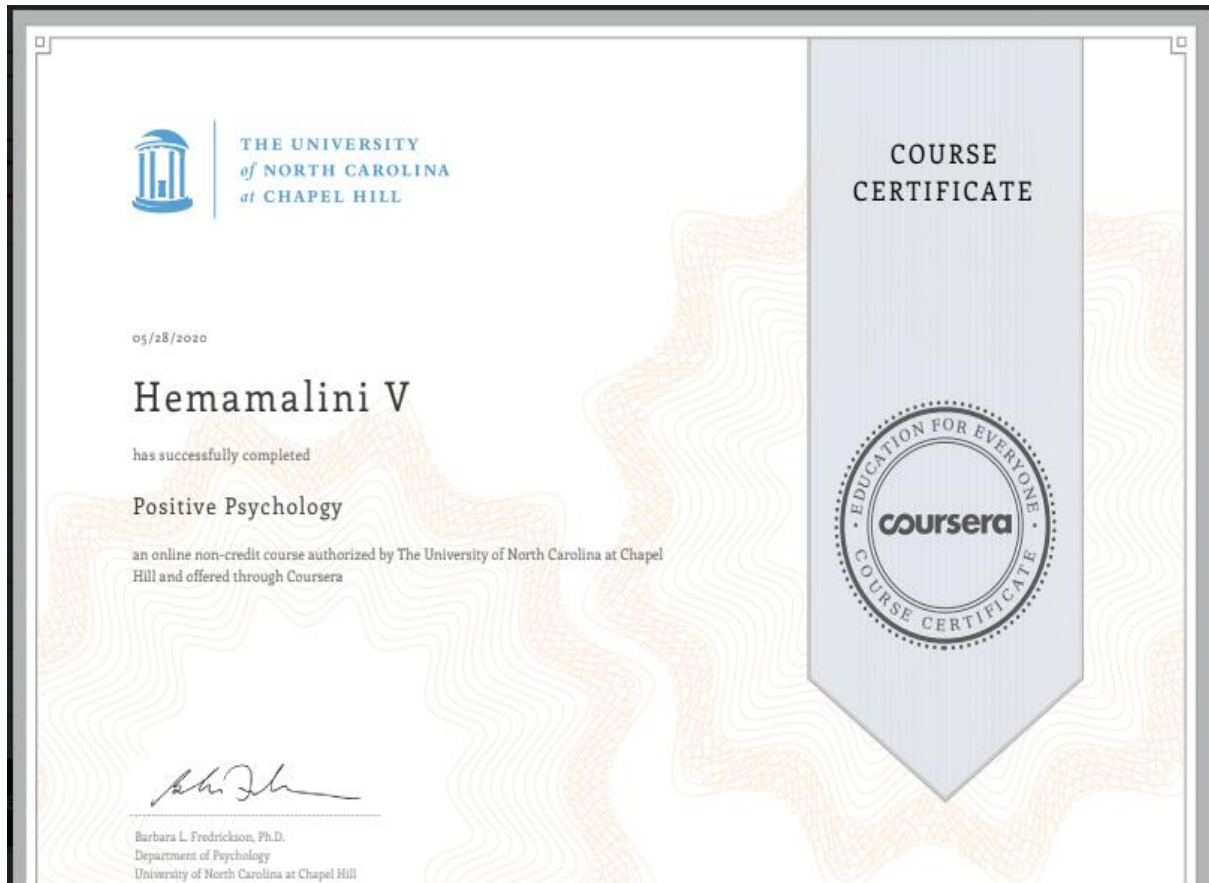 THE UNIVERSITY
of NORTH CAROLINA
at CHAPEL HILL
COURSE
CERTIFICATE
05/28/2020
Hemamalini V
has successfully completed
Positive Psychology
an online non-credit course authorized by The University of North Carolina at Chapel
Hill and offered through Coursera
EDUCATION FOR EVERYONE
coursera
COURSE CERTIFICATE
Barbara L. Fredrickson, Ph.D.
Department of Psychology
University of North Carolina at Chapel Hill